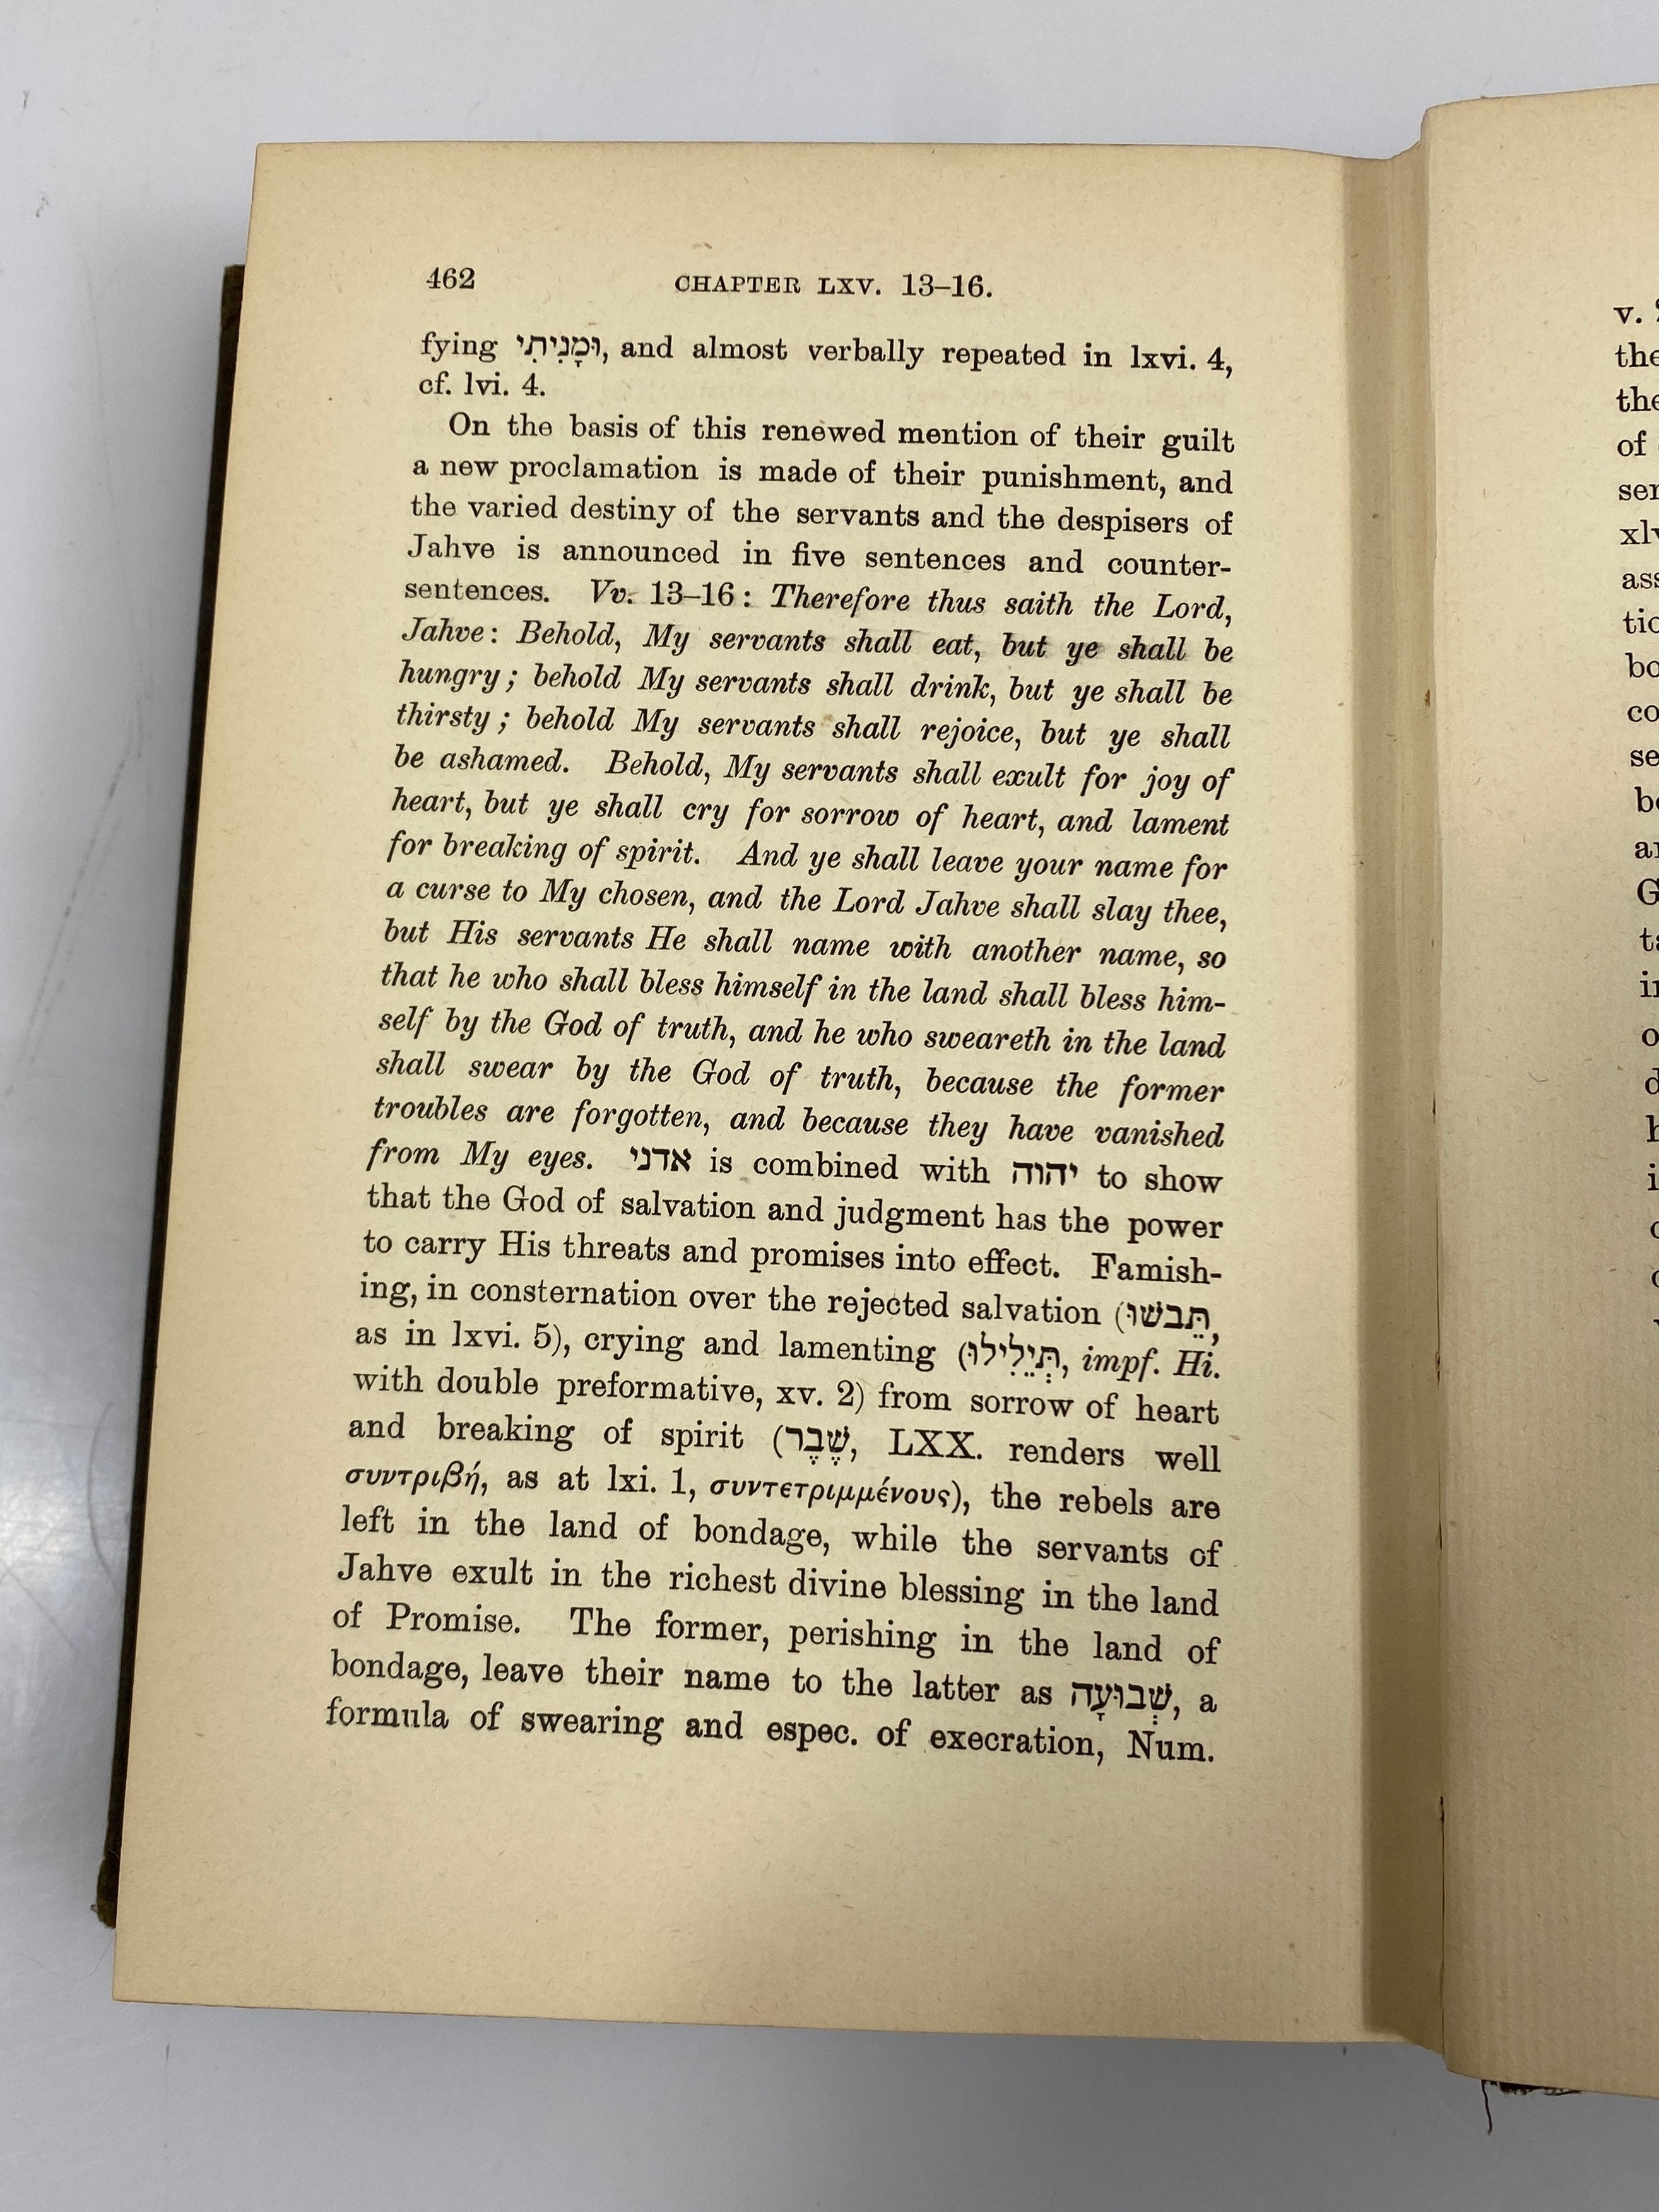 462 CHAPTER LXV. 13–16.
fying וּמָנִיתִי, and almost verbally repeated in lxvi. 4,
cf. lvi. 4.
On the basis of this renewed mention of their guilt
a new proclamation is made of their punishment, and
the varied destiny of the servants and the despisers of
Jahve is announced in five sentences and counter-
sentences. Vv. 13–16: Therefore thus saith the Lord,
Jahve: Behold, My servants shall eat, but ye shall be
hungry; behold My servants shall drink, but ye shall be
thirsty; behold My servants shall rejoice, but ye shall
be ashamed. Behold, My servants shall exult for joy of
heart, but ye shall cry for sorrow of heart, and lament
for breaking of spirit. And ye shall leave your name for
a curse to My chosen, and the Lord Jahve shall slay thee,
but His servants He shall name with another name, so
that he who shall bless himself in the land shall bless him-
self by the God of truth, and he who sweareth in the land
shall swear by the God of truth, because the former
troubles are forgotten, and because they have vanished
from My eyes. אדני is combined with יהוה to show
that the God of salvation and judgment has the power
to carry His threats and promises into effect. Famish-
ing, in consternation over the rejected salvation (תֵּבשׁוּ,
as in lxvi. 5), crying and lamenting (תְּיֵלִילוּ, impf. Hi.
with double preformative, xv. 2) from sorrow of heart
and breaking of spirit (שֶׁבֶר, LXX. renders well
συντριβή, as at lxi. 1, συντετριμμένους), the rebels are
left in the land of bondage, while the servants of
Jahve exult in the richest divine blessing in the land
of Promise. The former, perishing in the land of
bondage, leave their name to the latter as שְׁבוּעָה, a
formula of swearing and espec. of execration, Num.
v.
the
the
of
xlv